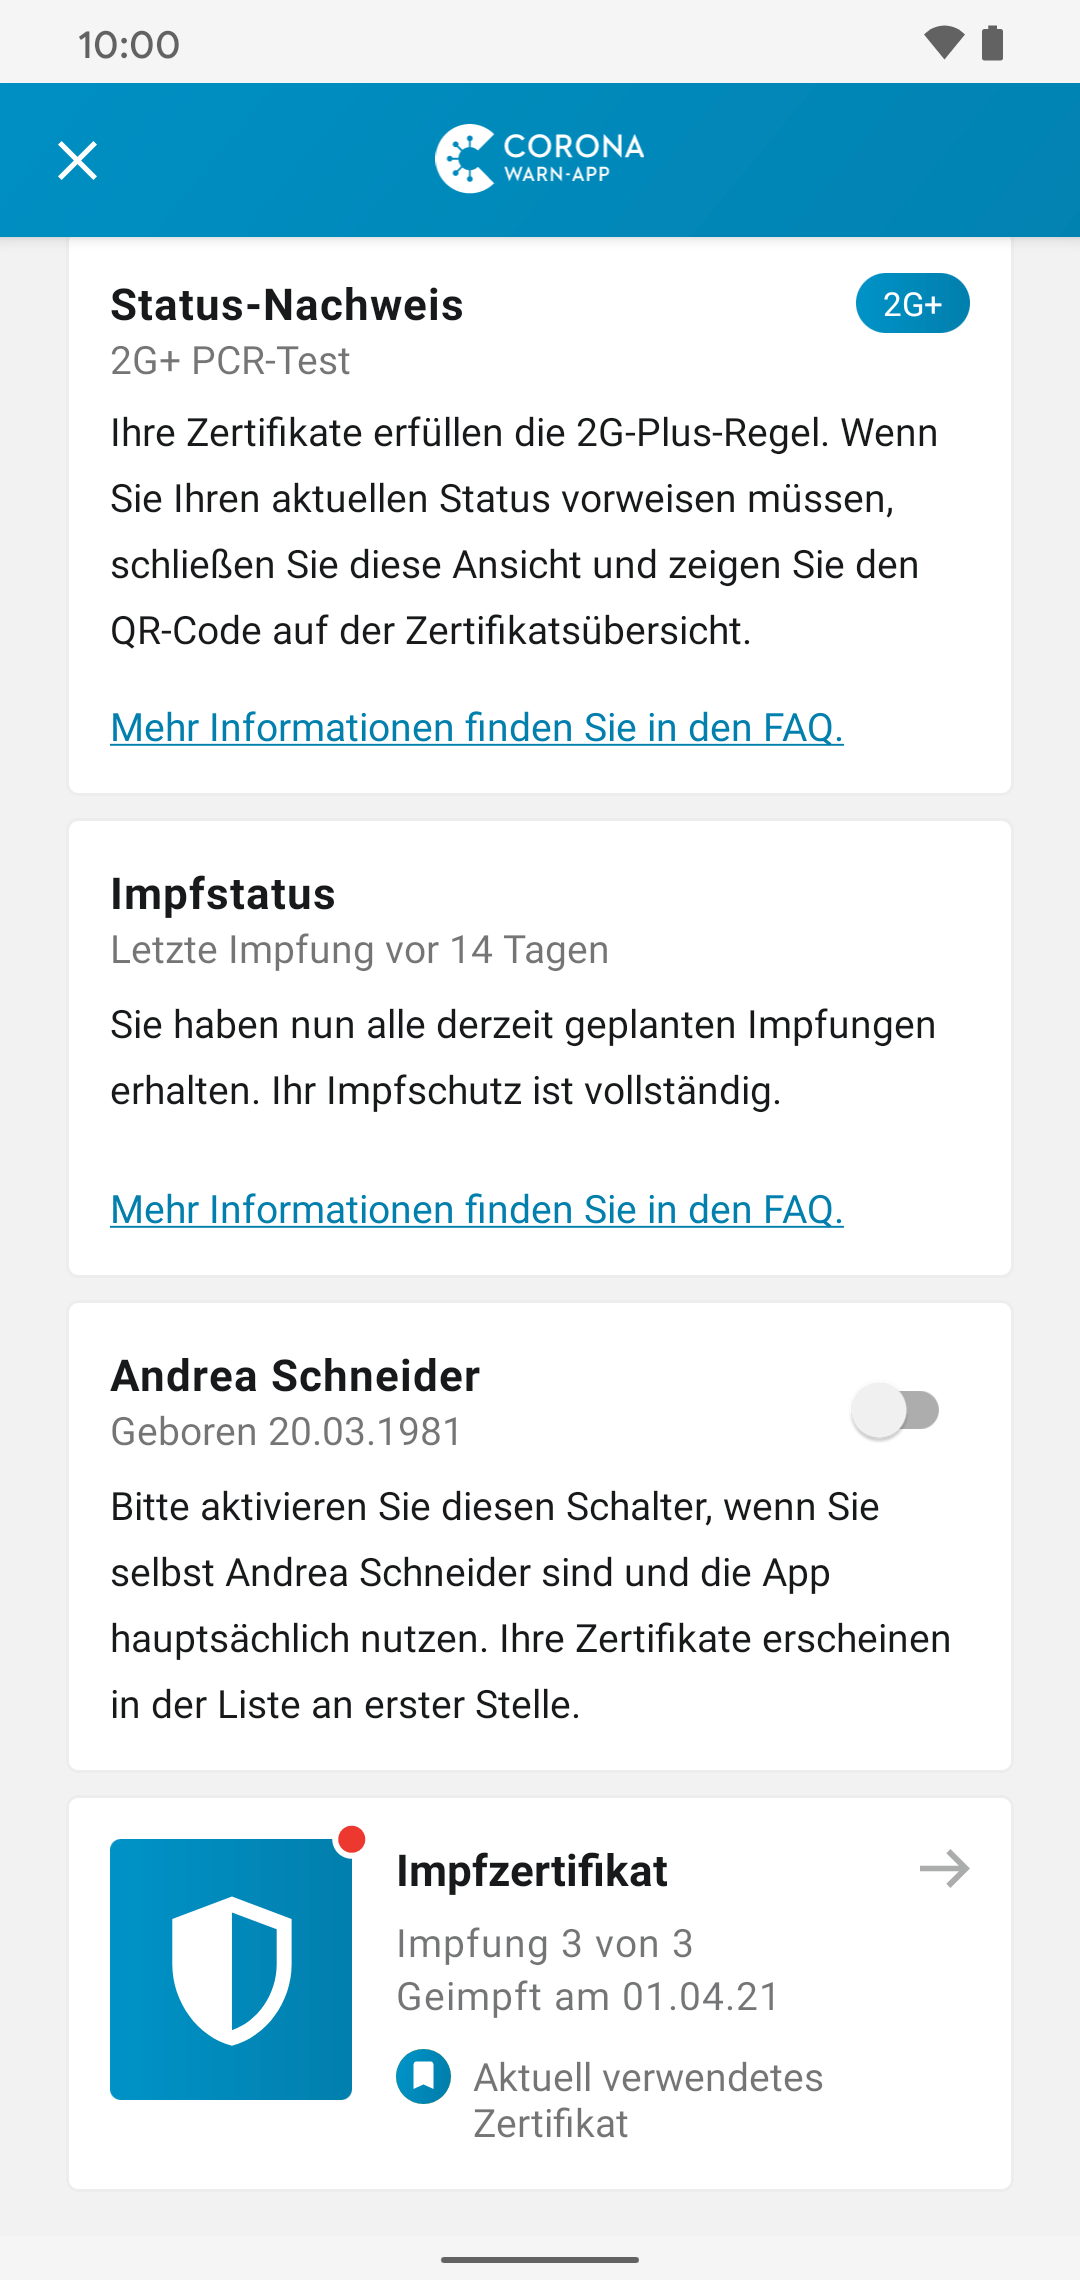 10:00
CORONA
WARN-APP
Status-Nachweis
2G+
2G+ PCR-Test
Ihre Zertifikate erfüllen die 2G-Plus-Regel. Wenn
Sie Ihren aktuellen Status vorweisen müssen,
schließen Sie diese Ansicht und zeigen Sie den
QR-Code auf der Zertifikatsübersicht.
Mehr Informationen finden Sie in den FAQ.
Impfstatus
Letzte Impfung vor 14 Tagen
Sie haben nun alle derzeit geplanten Impfungen
erhalten. Ihr Impfschutz ist vollständig.
Mehr Informationen finden Sie in den FAQ.
Andrea Schneider
Geboren 20.03.1981
Bitte aktivieren Sie diesen Schalter, wenn Sie
selbst Andrea Schneider sind und die App
hauptsächlich nutzen. Ihre Zertifikate erscheinen
in der Liste an erster Stelle.
Impfzertifikat
Impfung 3 von 3
Geimpft am 01.04.21
Aktuell verwendetes
Zertifikat